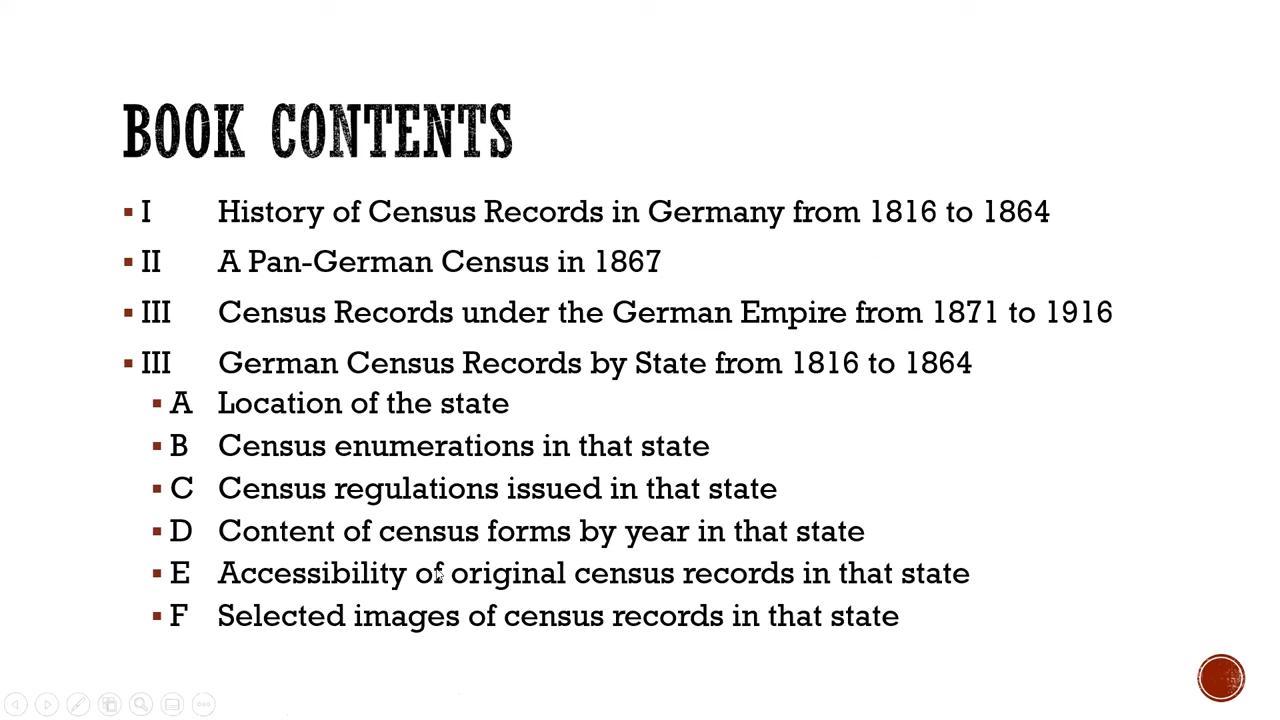 BOOK CONTENTS
I History of Census Records in Germany from 1816 to 1864
II A Pan-German Census in 1867
III Census Records under the German Empire from 1871 to 1916
III German Census Records by State from 1816 to 1864
A Location of the state
B Census enumerations in that state
C Census regulations issued in that state
D Content of census forms by year in that state
E Accessibility of original census records in that state
F Selected images of census records in that state